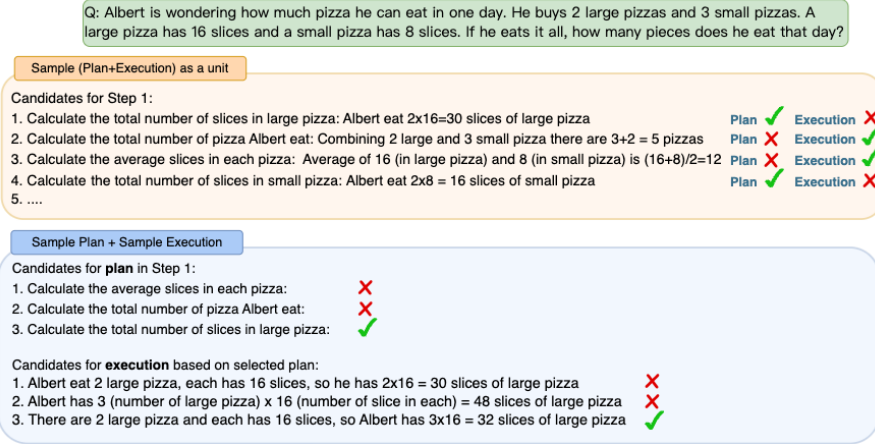 Q: Albert is wondering how much pizza he can eat in one day. He buys 2 large pizzas and 3 small pizzas. A
large pizza has 16 slices and a small pizza has 8 slices. If he eats it all, how many pieces does he eat that day?
Sample (Plan+Execution) as a unit
Candidates for Step 1:
1. Calculate the total number of slices in large pizza: Albert eat 2x16=30 slices of large pizza Plan ✓ Execution ✗
2. Calculate the total number of pizza Albert eat: Combining 2 large and 3 small pizza there are 3+2 = 5 pizzas Plan ✗ Execution ✓
3. Calculate the average slices in each pizza: Average of 16 (in large pizza) and 8 (in small pizza) is (16+8)/2=12 Plan ✗ Execution ✓
4. Calculate the total number of slices in small pizza: Albert eat 2x8 = 16 slices of small pizza Plan ✓ Execution ✗
5. ....
Sample Plan + Sample Execution
Candidates for plan in Step 1:
1. Calculate the average slices in each pizza: ✗
2. Calculate the total number of pizza Albert eat: ✗
3. Calculate the total number of slices in large pizza: ✓
Candidates for execution based on selected plan:
1. Albert eat 2 large pizza, each has 16 slices, so he has 2x16 = 30 slices of large pizza ✗
2. Albert has 3 (number of large pizza) x 16 (number of slice in each) = 48 slices of large pizza ✗
3. There are 2 large pizza and each has 16 slices, so Albert has 3x16 = 32 slices of large pizza ✓